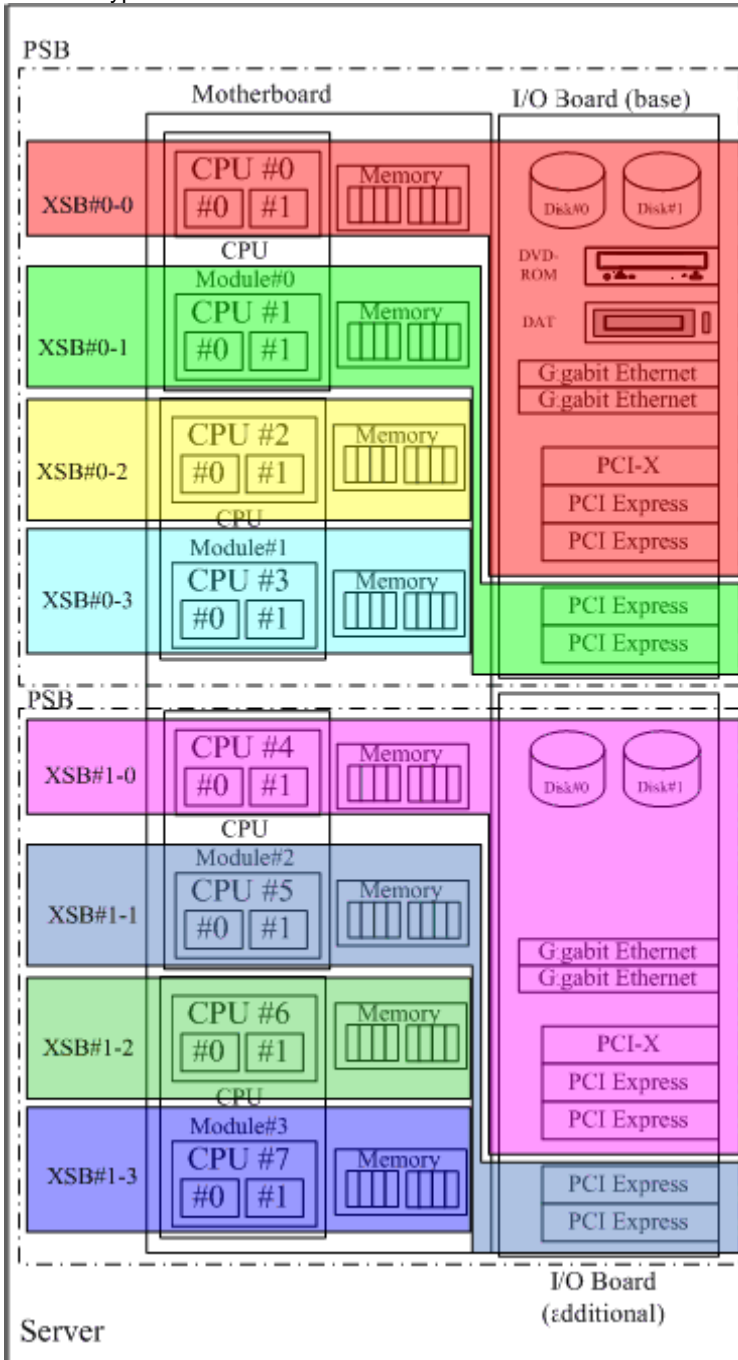 PSB
Motherboard
I/O Board (base)
XSB#0-0
CPU #0
#0 #1
Memory
Disk#0
Disk#1
CPU
Module#0
DVD-
ROM
XSB#0-1
CPU #1
#0 #1
Memory
DAT
Gigabit Ethernet
Gigabit Ethernet
XSB#0-2
CPU #2
#0 #1
Memory
PCI-X
PCI Express
PCI Express
CPU
Module#1
XSB#0-3
CPU #3
#0 #1
Memory
PCI Express
PCI Express
PSB
XSB#1-0
CPU #4
#0 #1
Memory
Disk#0
Disk#1
CPU
Module#2
XSB#1-1
CPU #5
#0 #1
Memory
Gigabit Ethernet
Gigabit Ethernet
XSB#1-2
CPU #6
#0 #1
Memory
PCI-X
PCI Express
PCI Express
CPU
Module#3
XSB#1-3
CPU #7
#0 #1
Memory
PCI Express
PCI Express
I/O Board
(additional)
Server